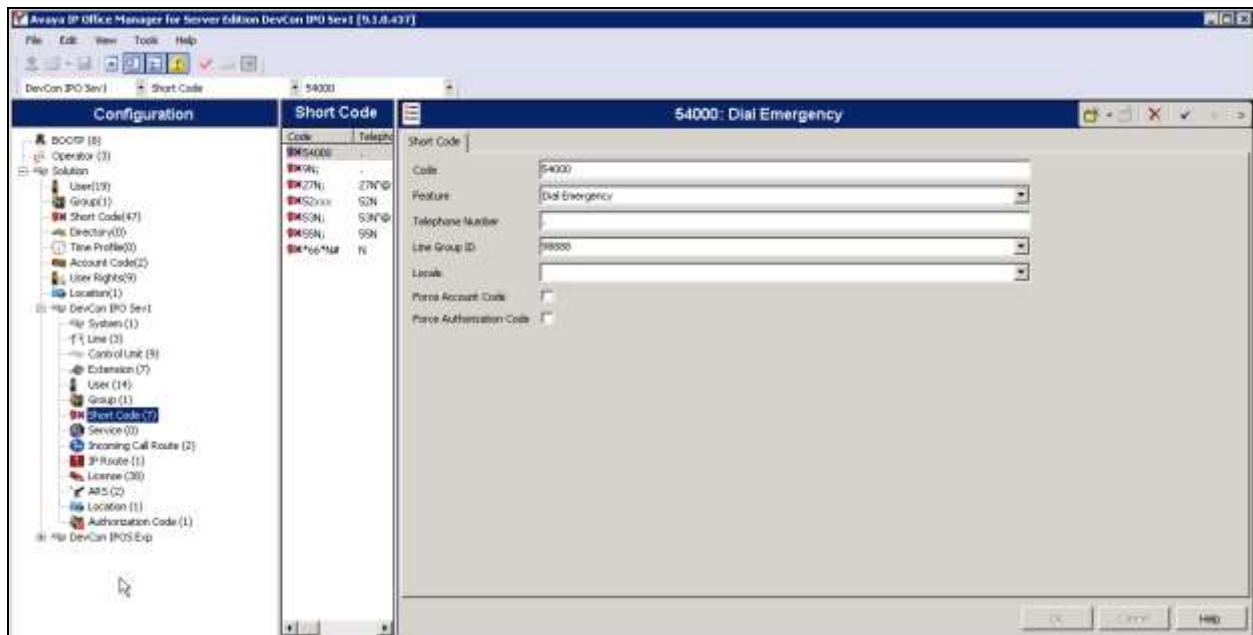 Avaya IP Office Manager for Server Edition DevCon IPO Sev1 [9.1.0.437]
File Edit View Tools Help
DevCon IPO Sev1 Short Code 54000
Configuration
BOOTP (8)
Operator (3)
Solution
User(19)
Group(1)
Short Code(47)
Directory(0)
Time Profile(0)
Account Code(2)
User Rights(9)
Location(1)
DevCon IPO Sev1
System (1)
Line (3)
Control Unit (9)
Extension (7)
User (14)
Group (1)
Short Code (7)
Service (0)
Incoming Call Route (2)
IP Route (1)
License (38)
ARS (2)
Location (1)
Authorization Code (1)
DevCon IPOS Exp
Short Code
Code Telepho
54000 .
9N; .
27N; 27N"@
52xxx 52N
53N; 53N"@
55N; 55N
*66*N# N
54000: Dial Emergency
Short Code
Code 54000
Feature Dial Emergency
Telephone Number .
Line Group ID 98888
Locale
Force Account Code
Force Authorization Code
OK Cancel Help